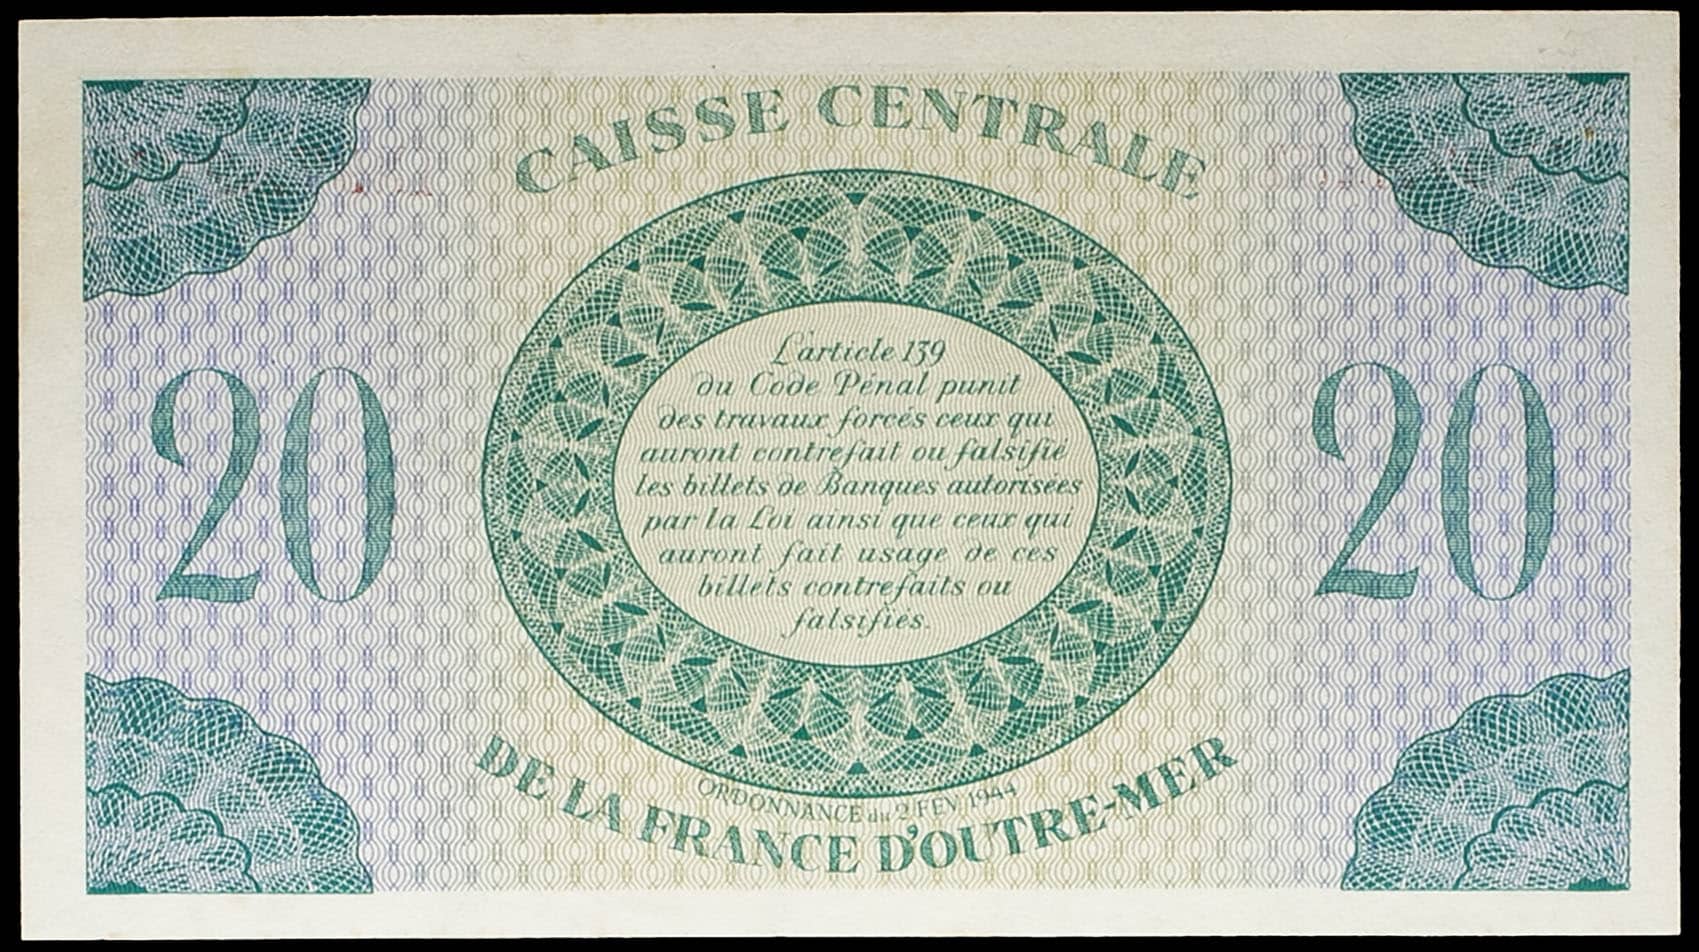 CAISSE CENTRALE
L'article 139
du Code Pénal punit
des travaux forcés ceux qui
auront contrefait ou falsifié
les billets de Banques autorisées
par la Loi ainsi que ceux qui
auront fait usage de ces
billets contrefaits ou
falsifiés.
20
20
ORDONNANCE du 2 FEV 1944
DE LA FRANCE D'OUTRE-MER